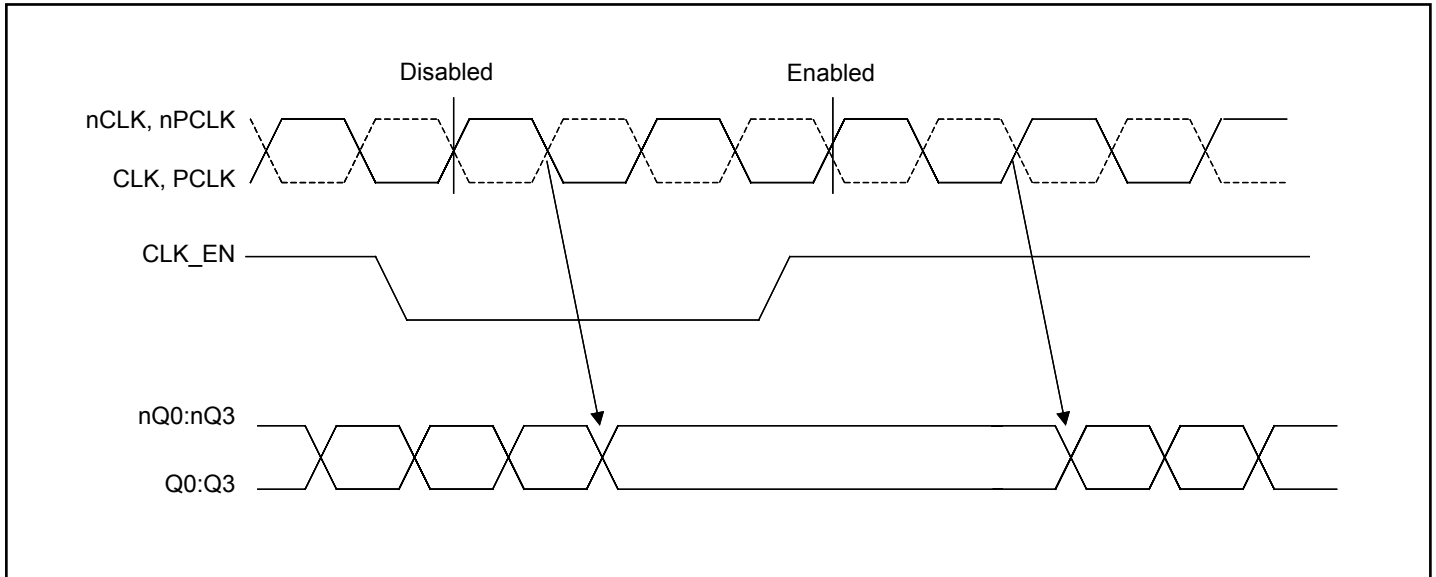 Disabled
Enabled
nCLK, nPCLK
CLK, PCLK
CLK_EN
nQ0:nQ3
Q0:Q3